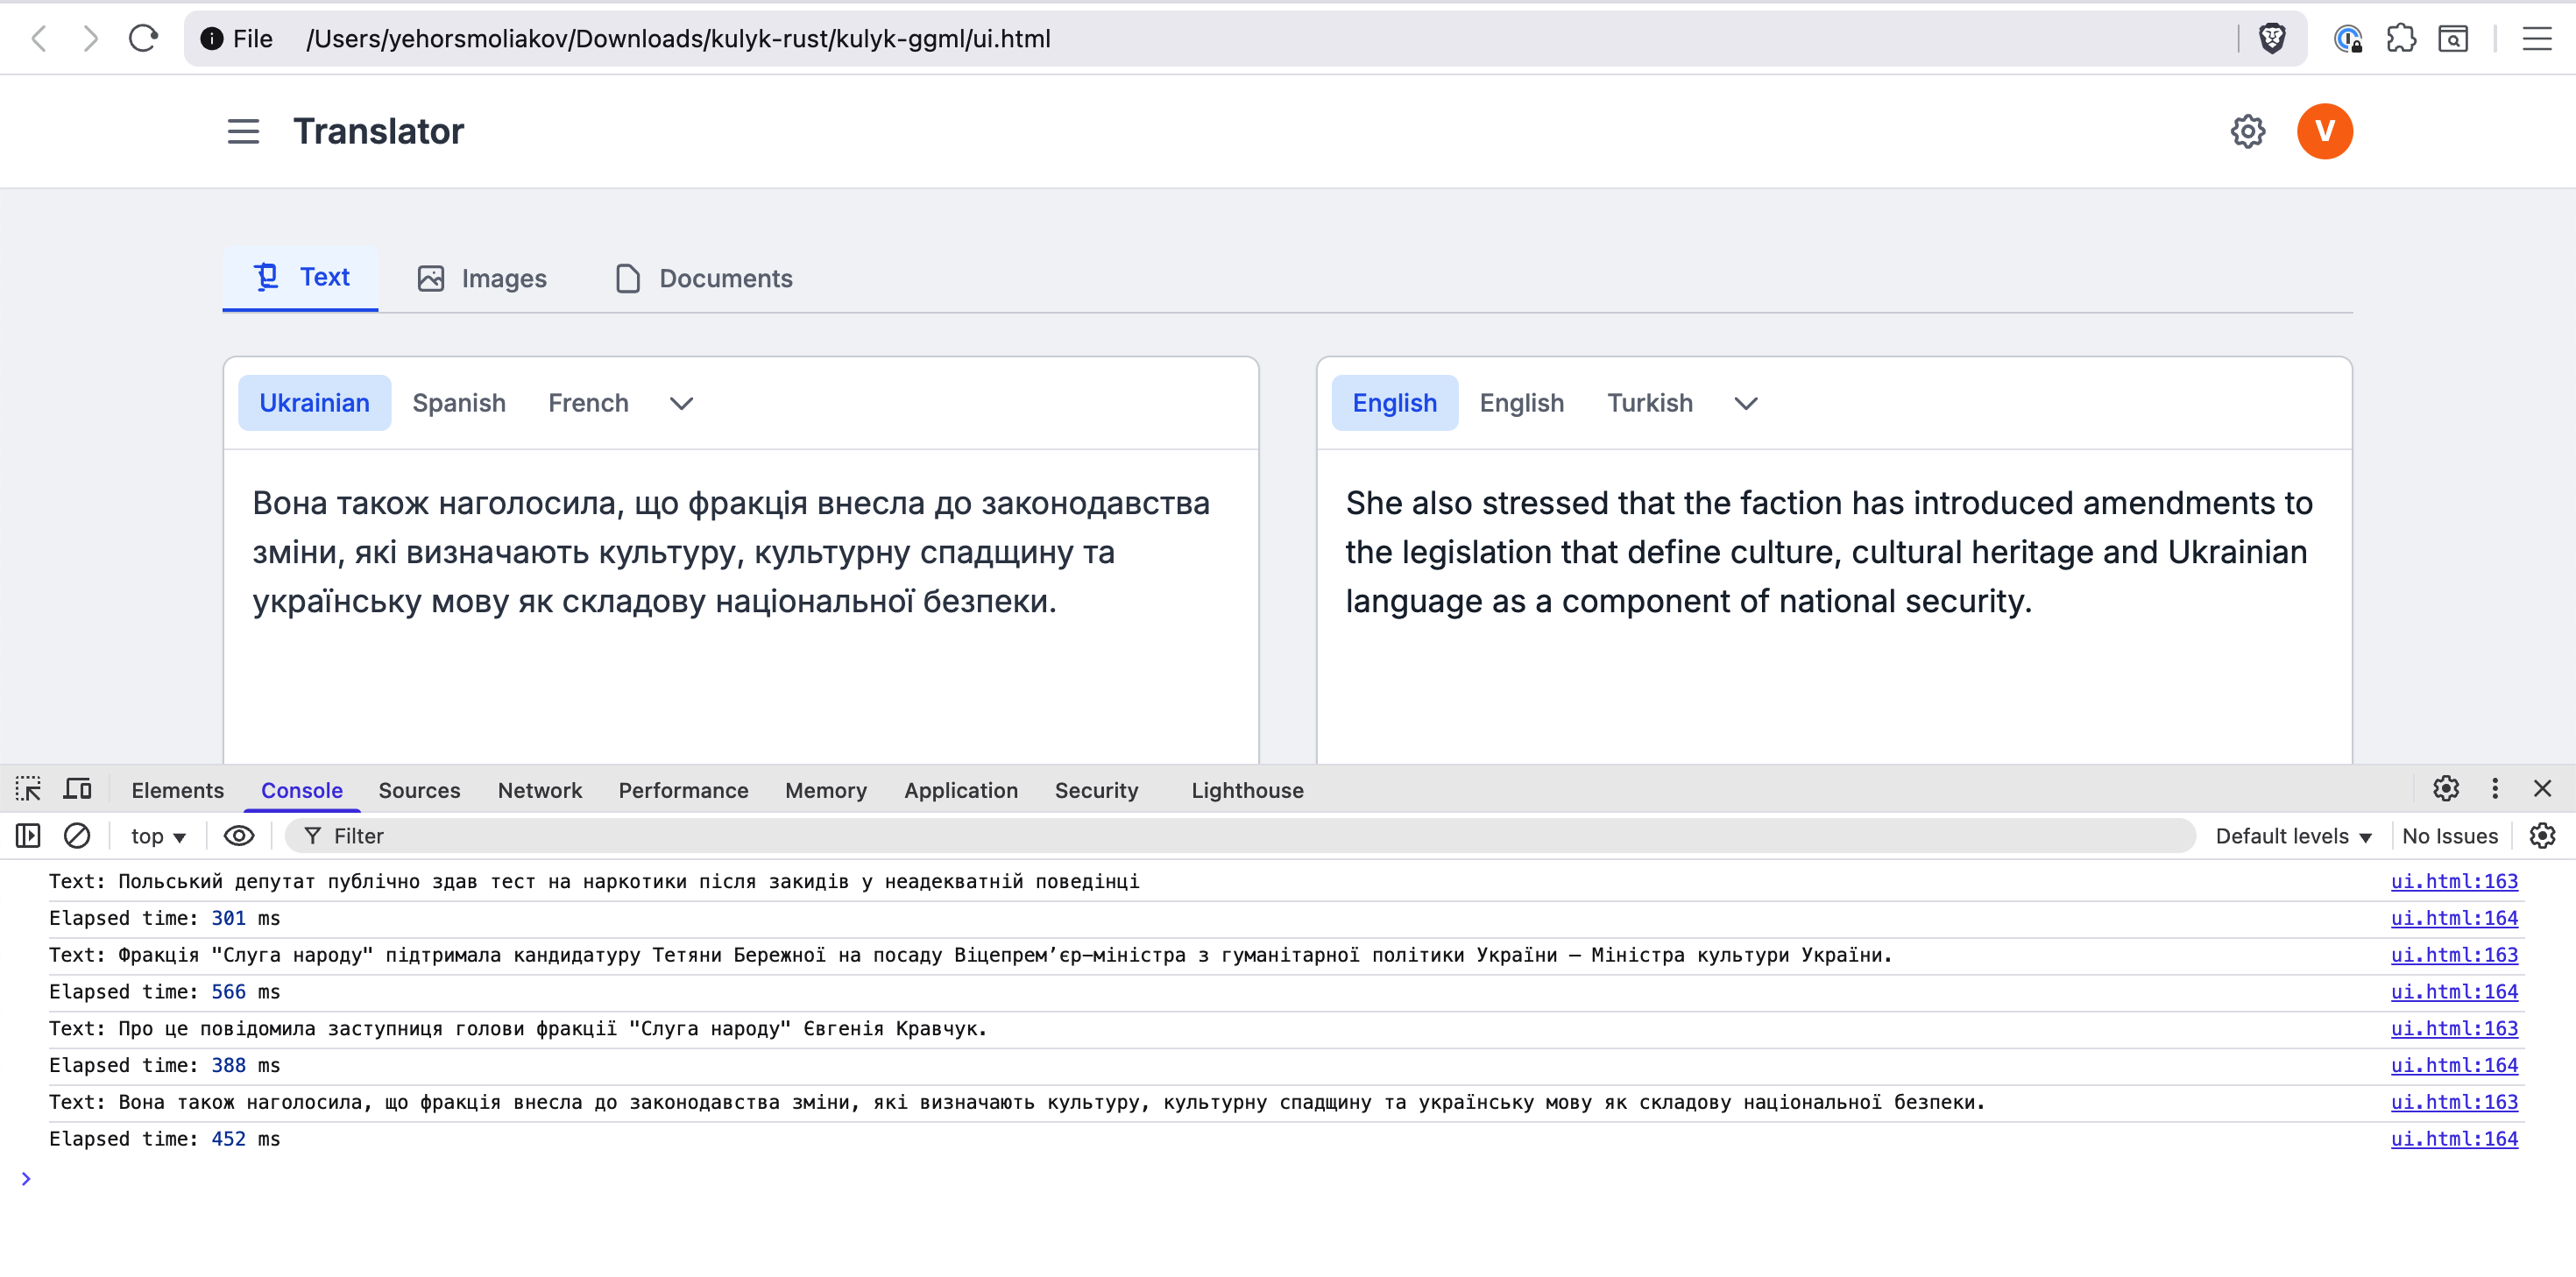 File /Users/yehorsmoliakov/Downloads/kulyk-rust/kulyk-ggml/ui.html
Translator
V
Text Images Documents
Ukrainian Spanish French
English English Turkish
Вона також наголосила, що фракція внесла до законодавства
зміни, які визначають культуру, культурну спадщину та
українську мову як складову національної безпеки.
She also stressed that the faction has introduced amendments to
the legislation that define culture, cultural heritage and Ukrainian
language as a component of national security.
Elements Console Sources Network Performance Memory Application Security Lighthouse
top Filter Default levels No Issues
Text: Польський депутат публічно здав тест на наркотики після закидів у неадекватній поведінці ui.html:163
Elapsed time: 301 ms ui.html:164
Text: Фракція "Слуга народу" підтримала кандидатуру Тетяни Бережної на посаду Віцепрем’єр-міністра з гуманітарної політики України – Міністра культури України. ui.html:163
Elapsed time: 566 ms ui.html:164
Text: Про це повідомила заступниця голови фракції "Слуга народу" Євгенія Кравчук. ui.html:163
Elapsed time: 388 ms ui.html:164
Text: Вона також наголосила, що фракція внесла до законодавства зміни, які визначають культуру, культурну спадщину та українську мову як складову національної безпеки. ui.html:163
Elapsed time: 452 ms ui.html:164